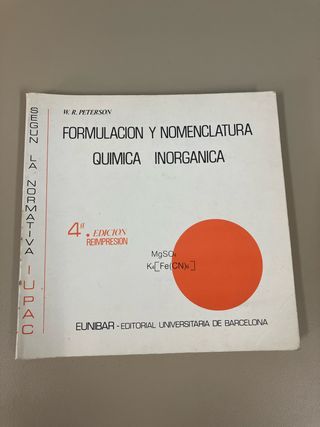 W. R. PETERSON
FORMULACION Y NOMENCLATURA
QUIMICA INORGANICA
4ª. EDICION
REIMPRESION
MgSO₄
K₄[Fe(CN)₆]
EUNIBAR - EDITORIAL UNIVERSITARIA DE BARCELONA
SEGUN LA NORMATIVA IUPAC